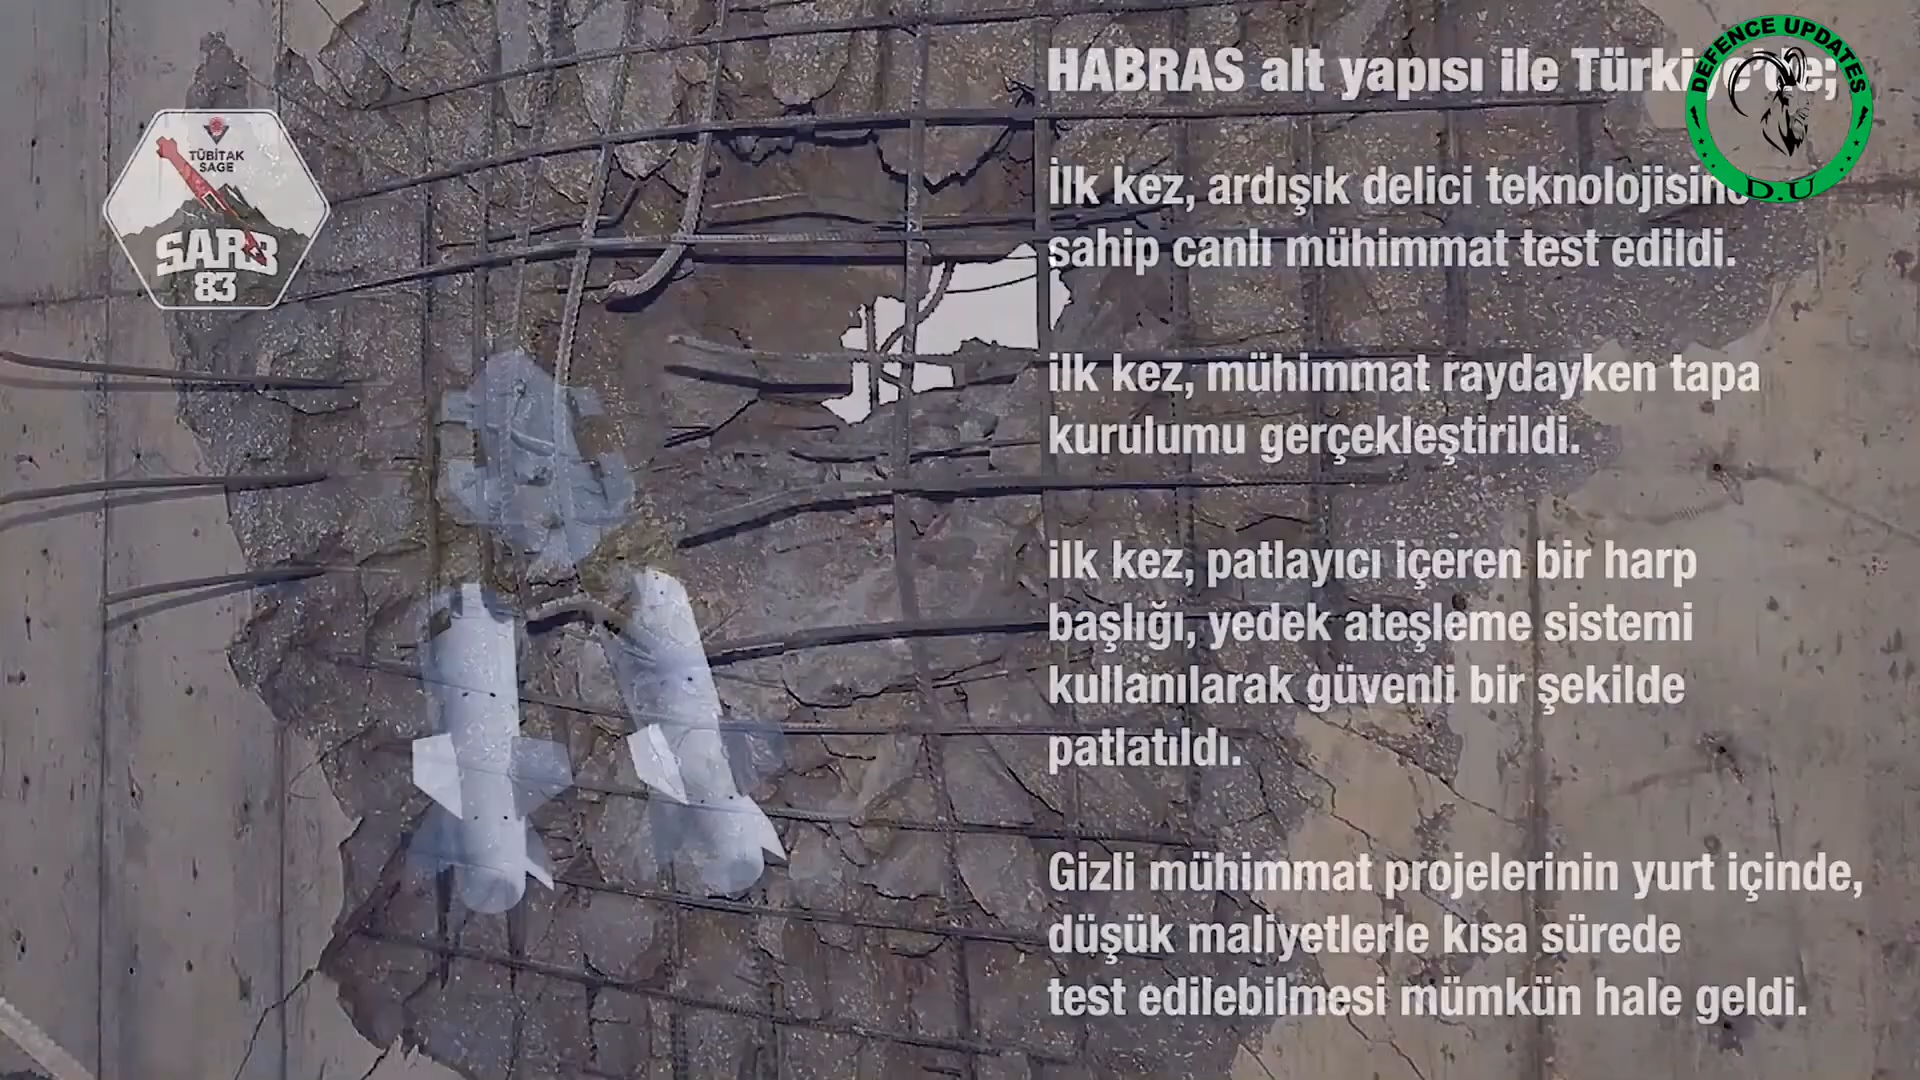 HABRAS alt yapısı ile Türkiye'de;
İlk kez, ardışık delici teknolojisine
sahip canlı mühimmat test edildi.
ilk kez, mühimmat raydayken tapa
kurulumu gerçekleştirildi.
ilk kez, patlayıcı içeren bir harp
başlığı, yedek ateşleme sistemi
kullanılarak güvenli bir şekilde
patlatıldı.
Gizli mühimmat projelerinin yurt içinde,
düşük maliyetlerle kısa sürede
test edilebilmesi mümkün hale geldi.
TÜBİTAK
SAGE
SARB
83
DEFENCE UPDATES
D.U